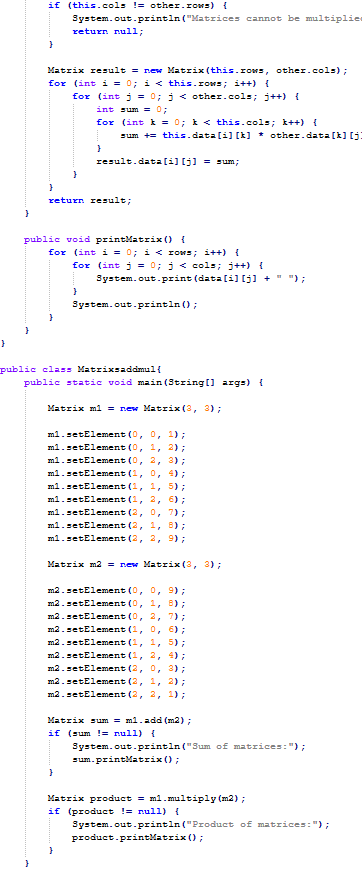 if (this.cols != other.rows) {
System.out.println("Matrices cannot be multiplie
return null;
}
Matrix result = new Matrix(this.rows, other.cols);
for (int i = 0; i < this.rows; i++) {
for (int j = 0; j < other.cols; j++) {
int sum = 0;
for (int k = 0; k < this.cols; k++) {
sum += this.data[i][k] * other.data[k][j]
}
result.data[i][j] = sum;
}
}
return result;
}
public void printMatrix() {
for (int i = 0; i < rows; i++) {
for (int j = 0; j < cols; j++) {
System.out.print(data[i][j] + " ");
}
System.out.println();
}
}
}
public class Matrixsaddmul{
public static void main(String[] args) {
Matrix m1 = new Matrix(3, 3);
m1.setElement(0, 0, 1);
m1.setElement(0, 1, 2);
m1.setElement(0, 2, 3);
m1.setElement(1, 0, 4);
m1.setElement(1, 1, 5);
m1.setElement(1, 2, 6);
m1.setElement(2, 0, 7);
m1.setElement(2, 1, 8);
m1.setElement(2, 2, 9);
Matrix m2 = new Matrix(3, 3);
m2.setElement(0, 0, 9);
m2.setElement(0, 1, 8);
m2.setElement(0, 2, 7);
m2.setElement(1, 0, 6);
m2.setElement(1, 1, 5);
m2.setElement(1, 2, 4);
m2.setElement(2, 0, 3);
m2.setElement(2, 1, 2);
m2.setElement(2, 2, 1);
Matrix sum = m1.add(m2);
if (sum != null) {
System.out.println("Sum of matrices:");
sum.printMatrix();
}
Matrix product = m1.multiply(m2);
if (product != null) {
System.out.println("Product of matrices:");
product.printMatrix();
}
}